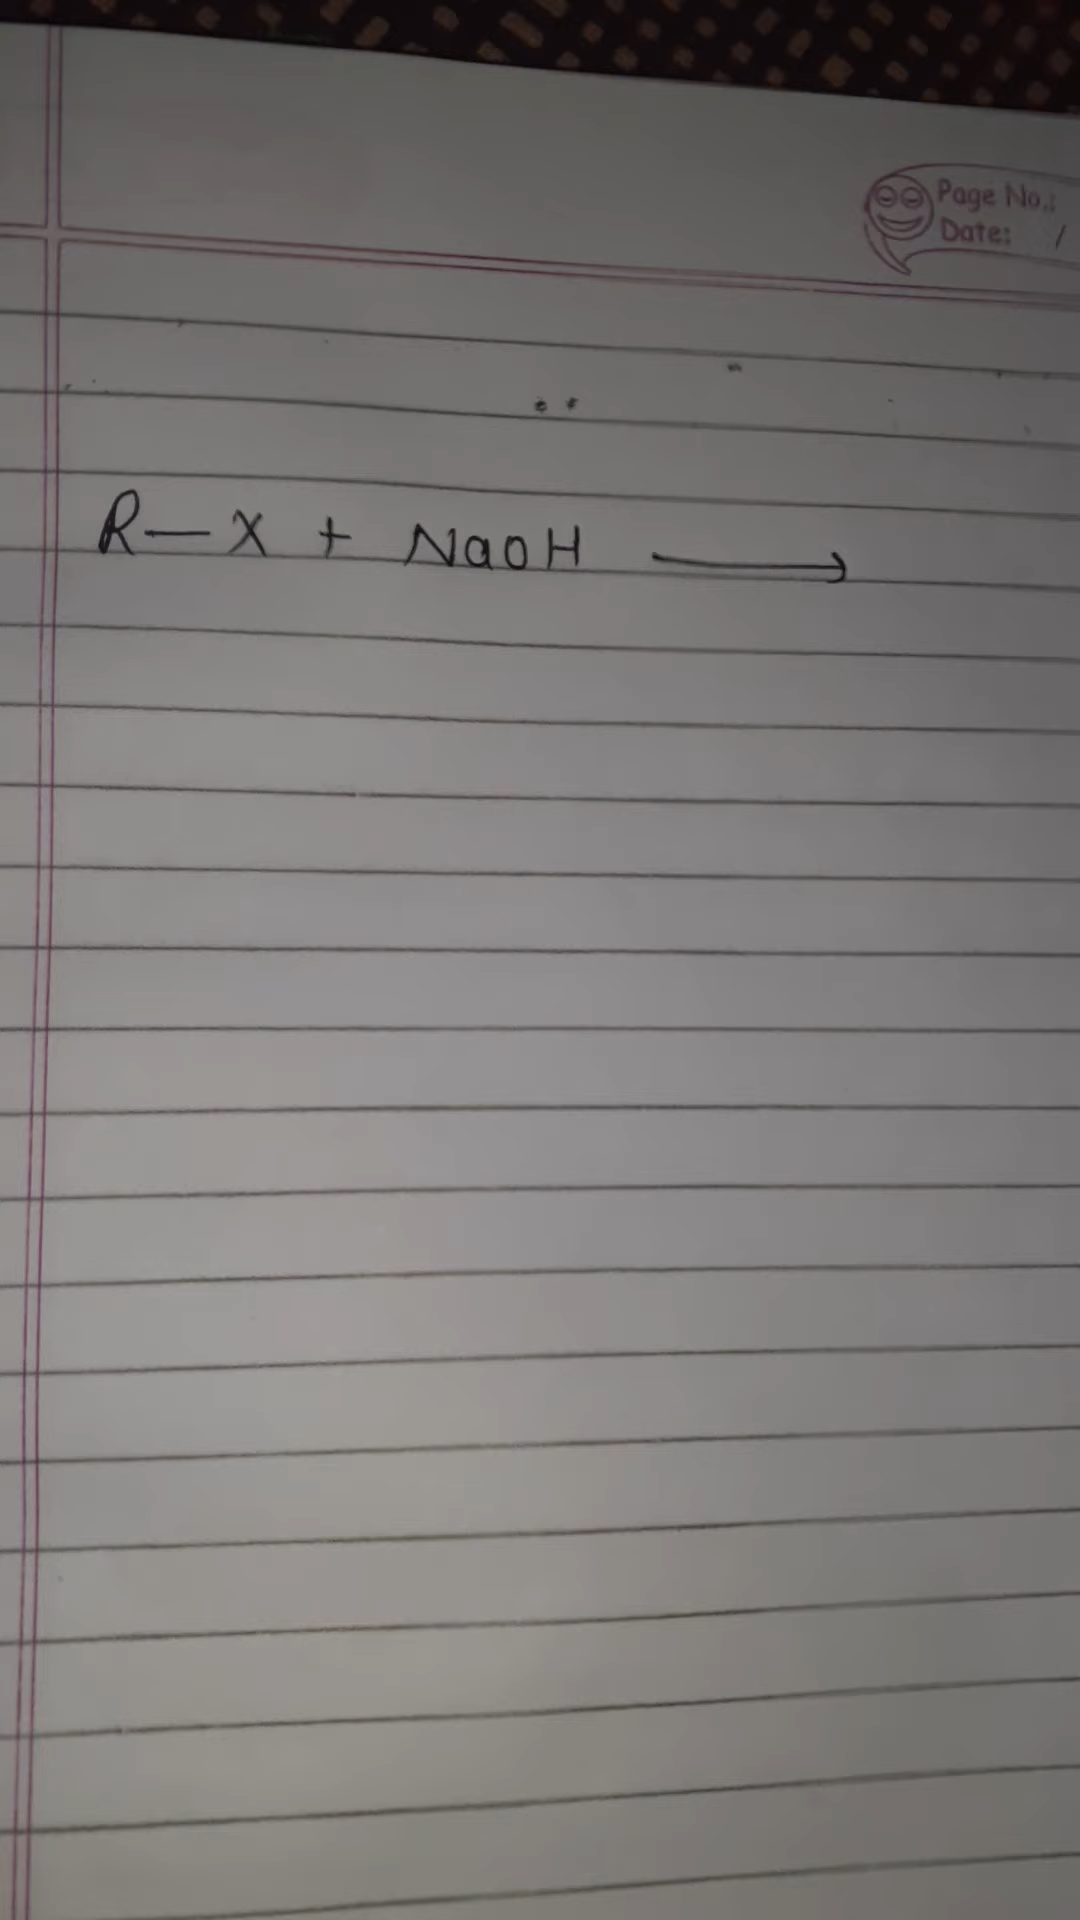 Page No.:
Date: /
R — X + NaOH ⟶